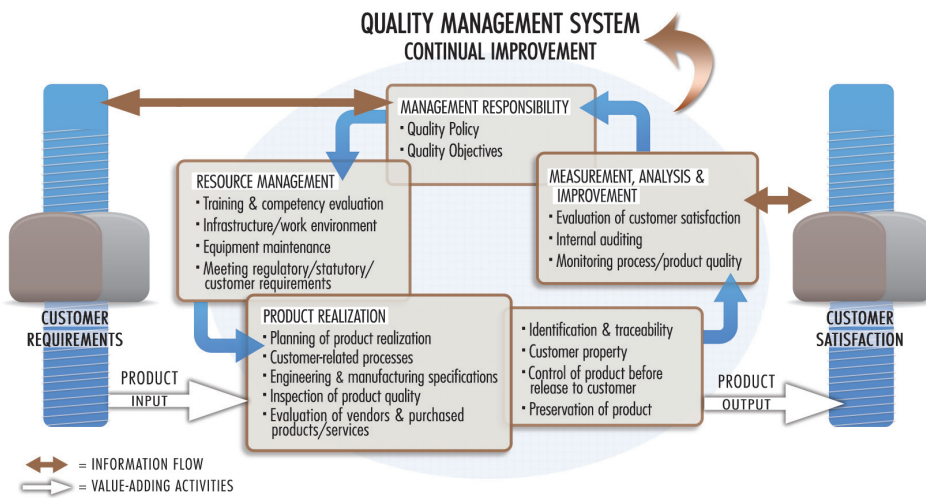 QUALITY MANAGEMENT SYSTEM
CONTINUAL IMPROVEMENT
MANAGEMENT RESPONSIBILITY
• Quality Policy
• Quality Objectives
RESOURCE MANAGEMENT
• Training & competency evaluation
• Infrastructure/work environment
• Equipment maintenance
• Meeting regulatory/statutory/
customer requirements
MEASUREMENT, ANALYSIS &
IMPROVEMENT
• Evaluation of customer satisfaction
• Internal auditing
• Monitoring process/product quality
CUSTOMER
REQUIREMENTS
PRODUCT REALIZATION
• Planning of product realization
• Customer-related processes
• Engineering & manufacturing specifications
• Inspection of product quality
• Evaluation of vendors & purchased
products/services
• Identification & traceability
• Customer property
• Control of product before
release to customer
• Preservation of product
CUSTOMER
SATISFACTION
PRODUCT
INPUT
PRODUCT
OUTPUT
= INFORMATION FLOW
= VALUE-ADDING ACTIVITIES